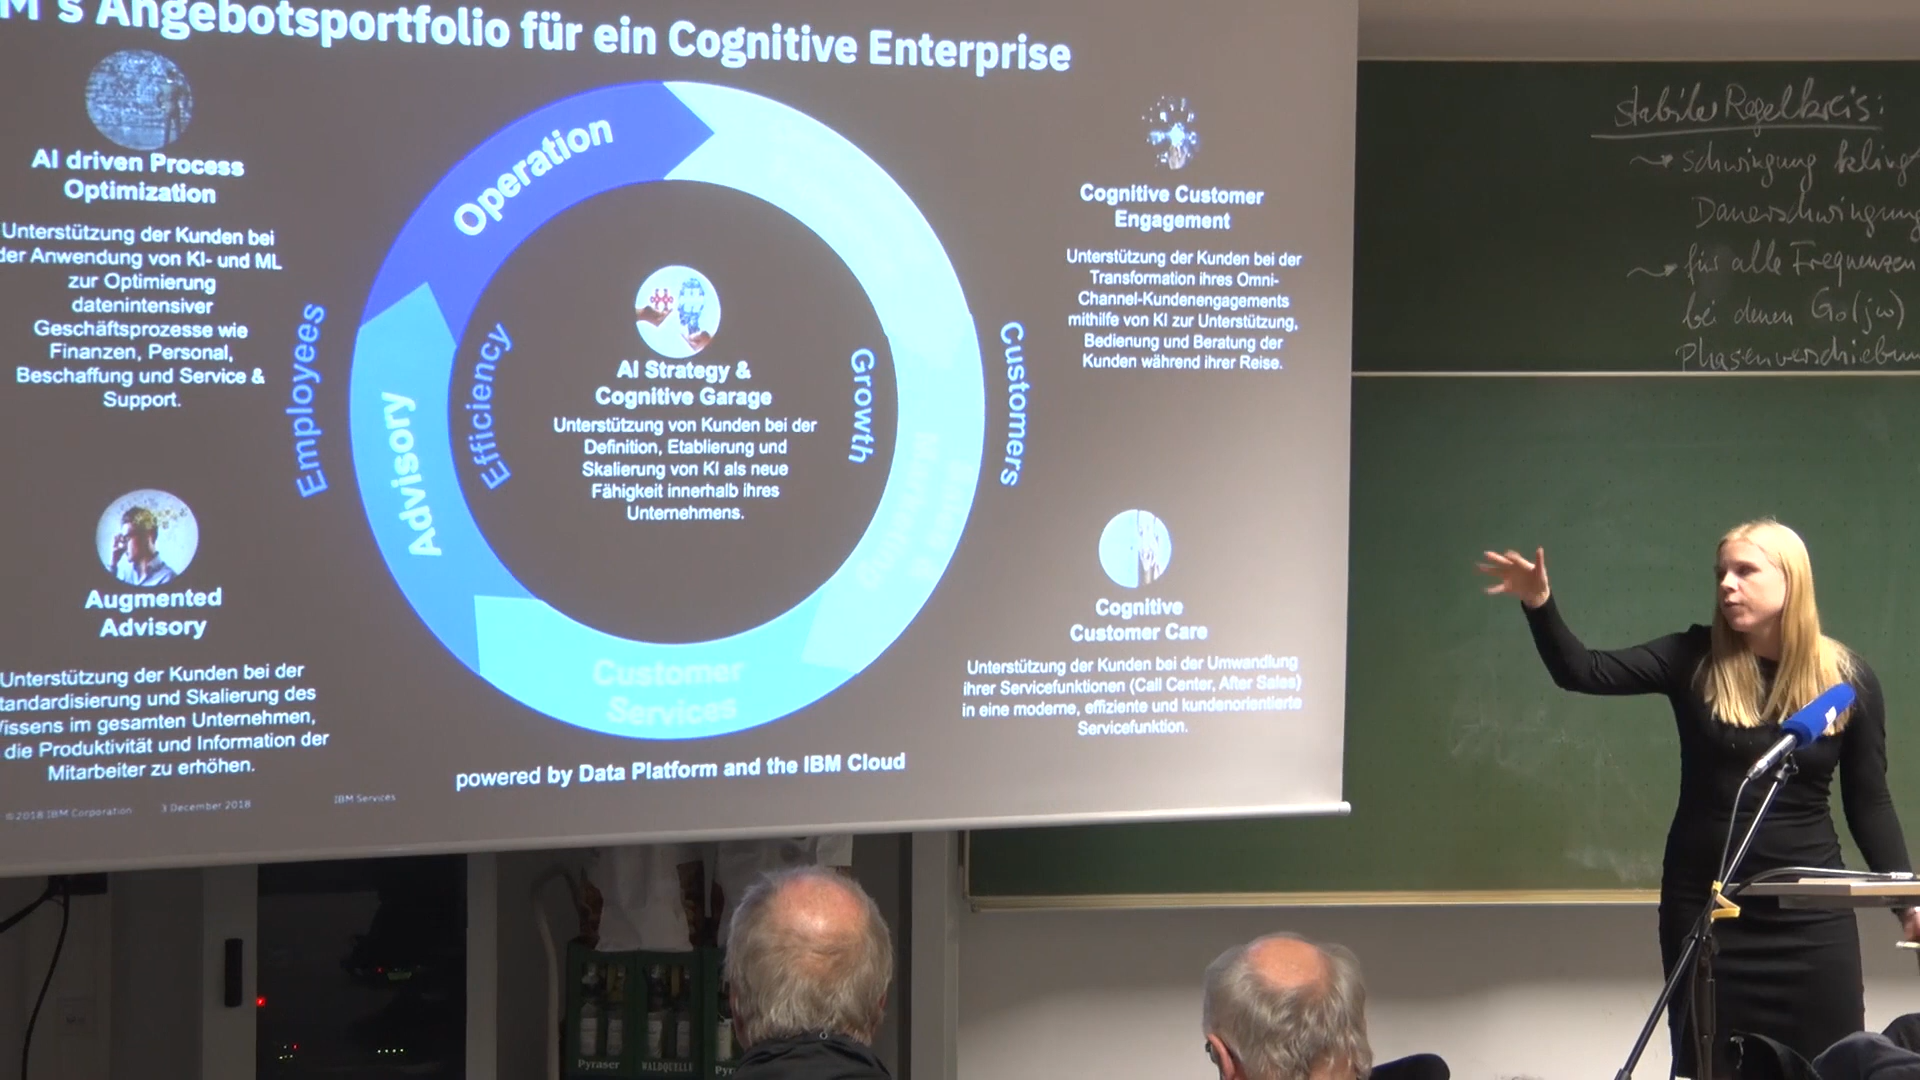 M's Angebotsportfolio für ein Cognitive Enterprise
AI driven Process
Optimization
Unterstützung der Kunden bei
der Anwendung von KI- und ML
zur Optimierung
datenintensiver
Geschäftsprozesse wie
Finanzen, Personal,
Beschaffung und Service &
Support.
Augmented
Advisory
Unterstützung der Kunden bei der
tandardisierung und Skalierung des
issens im gesamten Unternehmen,
die Produktivität und Information der
Mitarbeiter zu erhöhen.
Employees
Operation
Advisory
Efficiency
AI Strategy &
Cognitive Garage
Unterstützung von Kunden bei der
Definition, Etablierung und
Skalierung von KI als neue
Fähigkeit innerhalb ihres
Unternehmens.
Growth
Customers
Customer
Services
Cognitive Customer
Engagement
Unterstützung der Kunden bei der
Transformation ihres Omni-
Channel-Kundenengagements
mithilfe von KI zur Unterstützung,
Bedienung und Beratung der
Kunden während ihrer Reise.
Cognitive
Customer Care
Unterstützung der Kunden bei der Umwandlung
ihrer Servicefunktionen (Call Center, After Sales)
in eine moderne, effiziente und kundenorientierte
Servicefunktion.
powered by Data Platform and the IBM Cloud
©2018 IBM Corporation
3 December 2018
IBM Services
stabiler Regelkreis:
Schwingung klingt
Dauerschwingung
für alle Frequenzen
bei denen Go(jw)
Phasenverschiebun
Pyraser
WALDQUELLE
Pyr